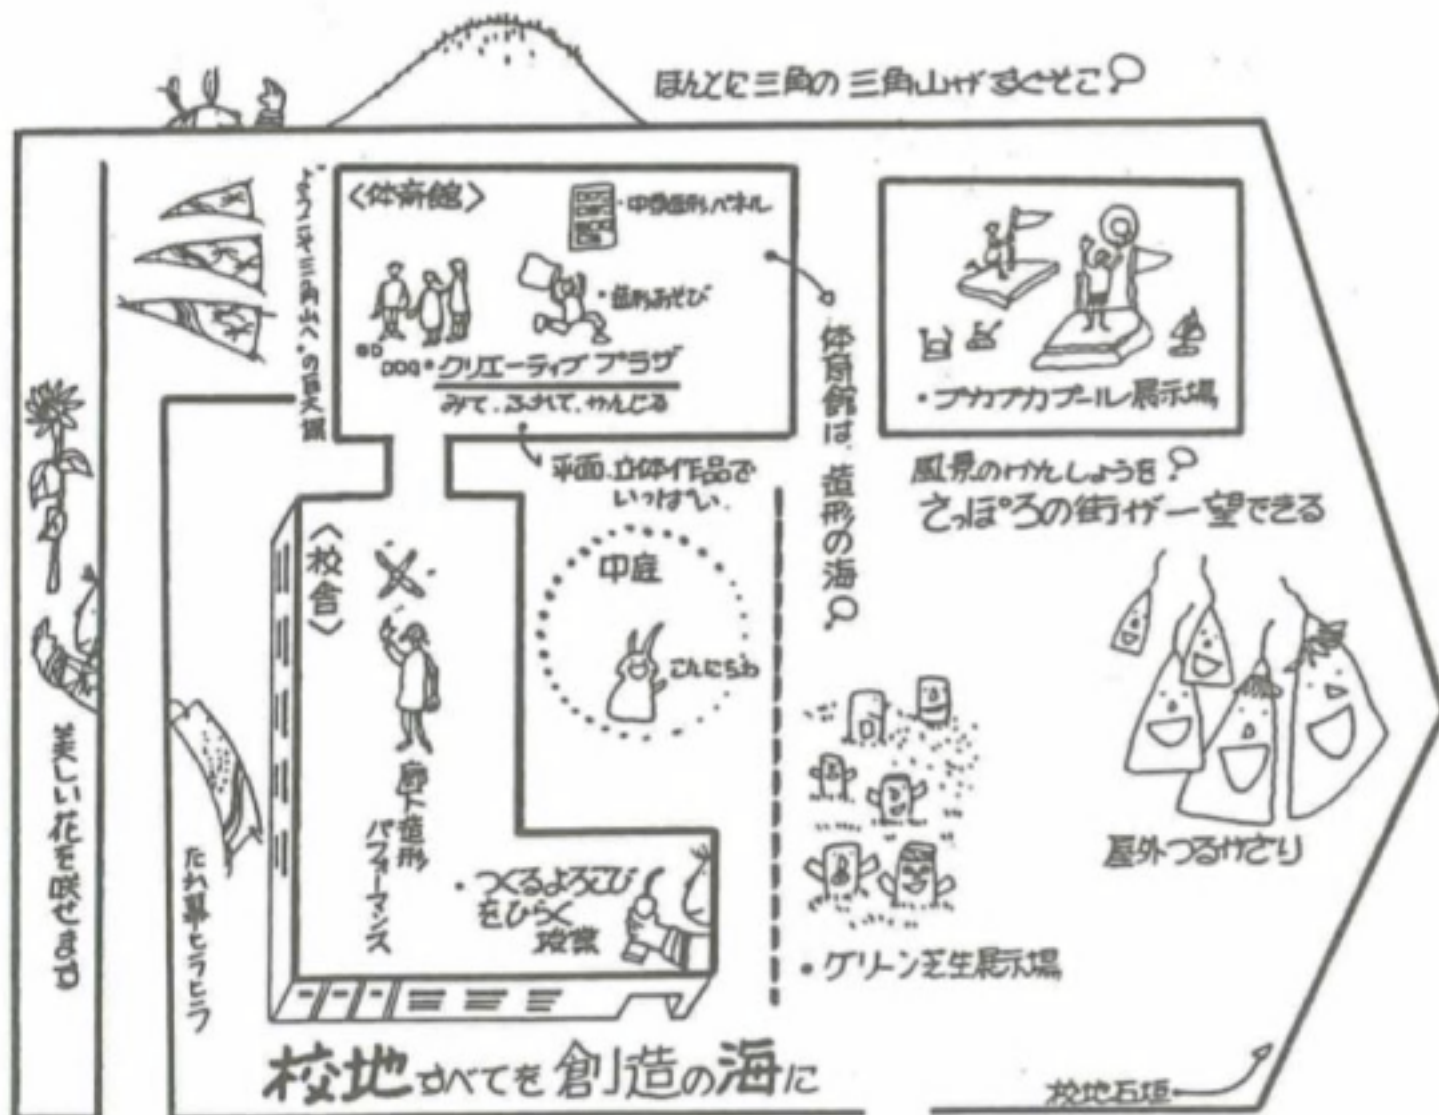 ほんとに三角の三角山がすぐそこ
ようこそ三角山へ。の巨大旗
〈体育館〉
・造形パネル
・造形あそび
・クリエーティブ プラザ
みて、ふれて、かんじる
平面、立体作品で
いっぱい。
体育館は、造形の海
・プカプカプール展示場
風景のかそしょうを?
さっぽろの街が一望できる
〈校舎〉
中庭
こんにちわ
廊下造形
パフォーマンス
・つくるよろこび
をひらく
授業
美しい花を咲せます
たれ幕ヒラヒラ
・グリーン芝生展示場
屋外つるかざり
校地すべてを創造の海に
校地石垣